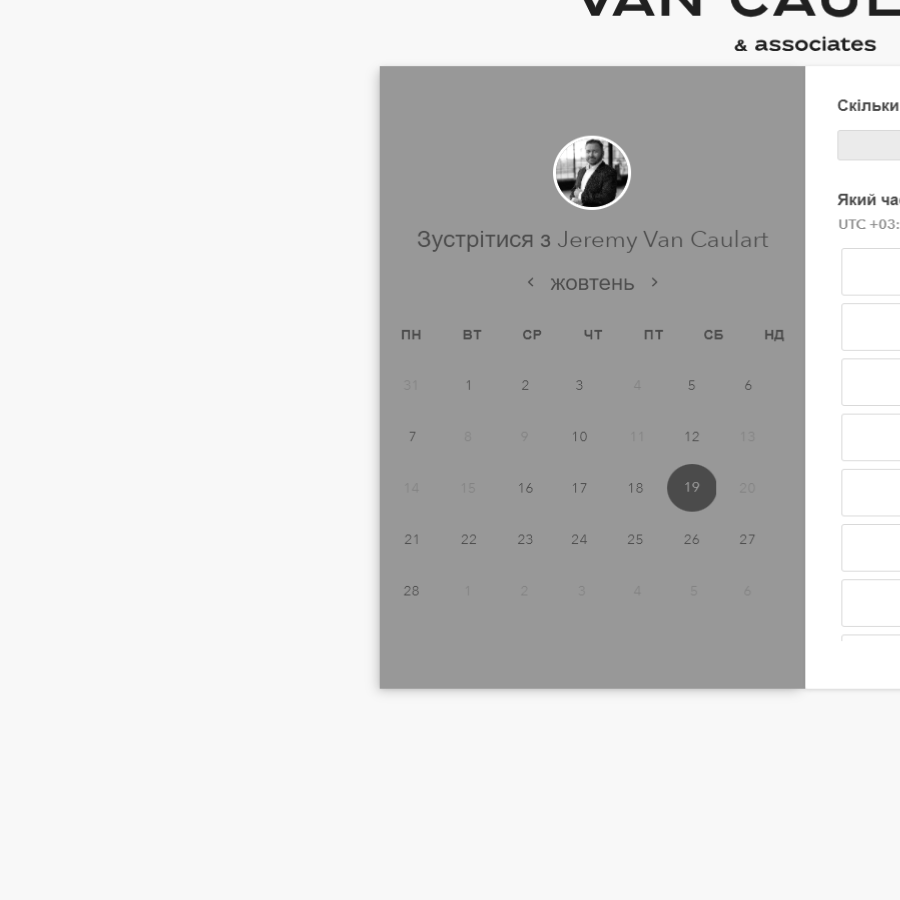 VAN CAUL
& associates
Зустрітися з Jeremy Van Caulart
жовтень
ПН ВТ СР ЧТ ПТ СБ НД
31 1 2 3 4 5 6
7 8 9 10 11 12 13
14 15 16 17 18 19 20
21 22 23 24 25 26 27
28 1 2 3 4 5 6
Скільки
Який ча
UTC +03: